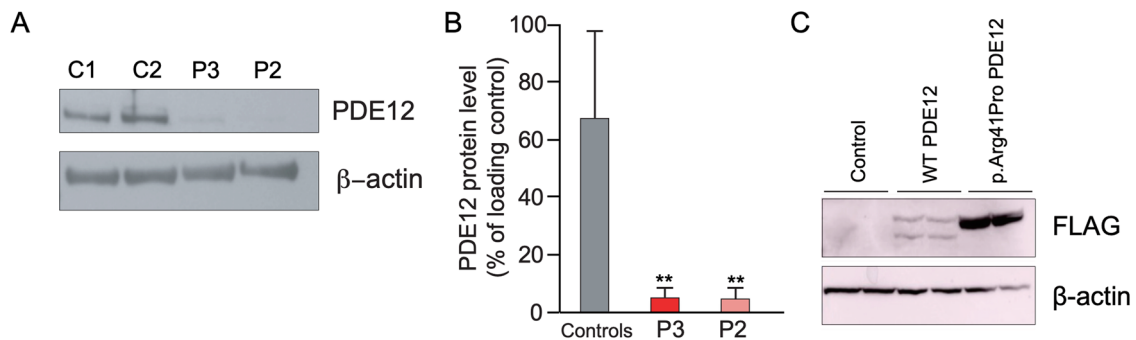 A
C1 C2 P3 P2
PDE12
β–actin
B
PDE12 protein level
(% of loading control)
100
80
60
40
20
0
** **
Controls P3 P2
C
Control
WT PDE12
p.Arg41Pro PDE12
FLAG
β-actin